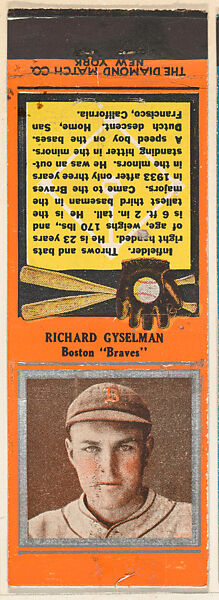 THE DIAMOND MATCH CO.
NEW YORK
Infielder. Bats and throws
right handed. He is 23 years
of age, weighs 170 lbs., and
is 6 ft. 2 in. tall. He is the
tallest third baseman in the
majors. Came to the Braves
in 1933 after only three years
in the minors. He was an out-
standing hitter in the minors.
A speed boy on the bases.
Dutch descent. Home, San
Francisco, California.
RICHARD GYSELMAN
Boston "Braves"
B